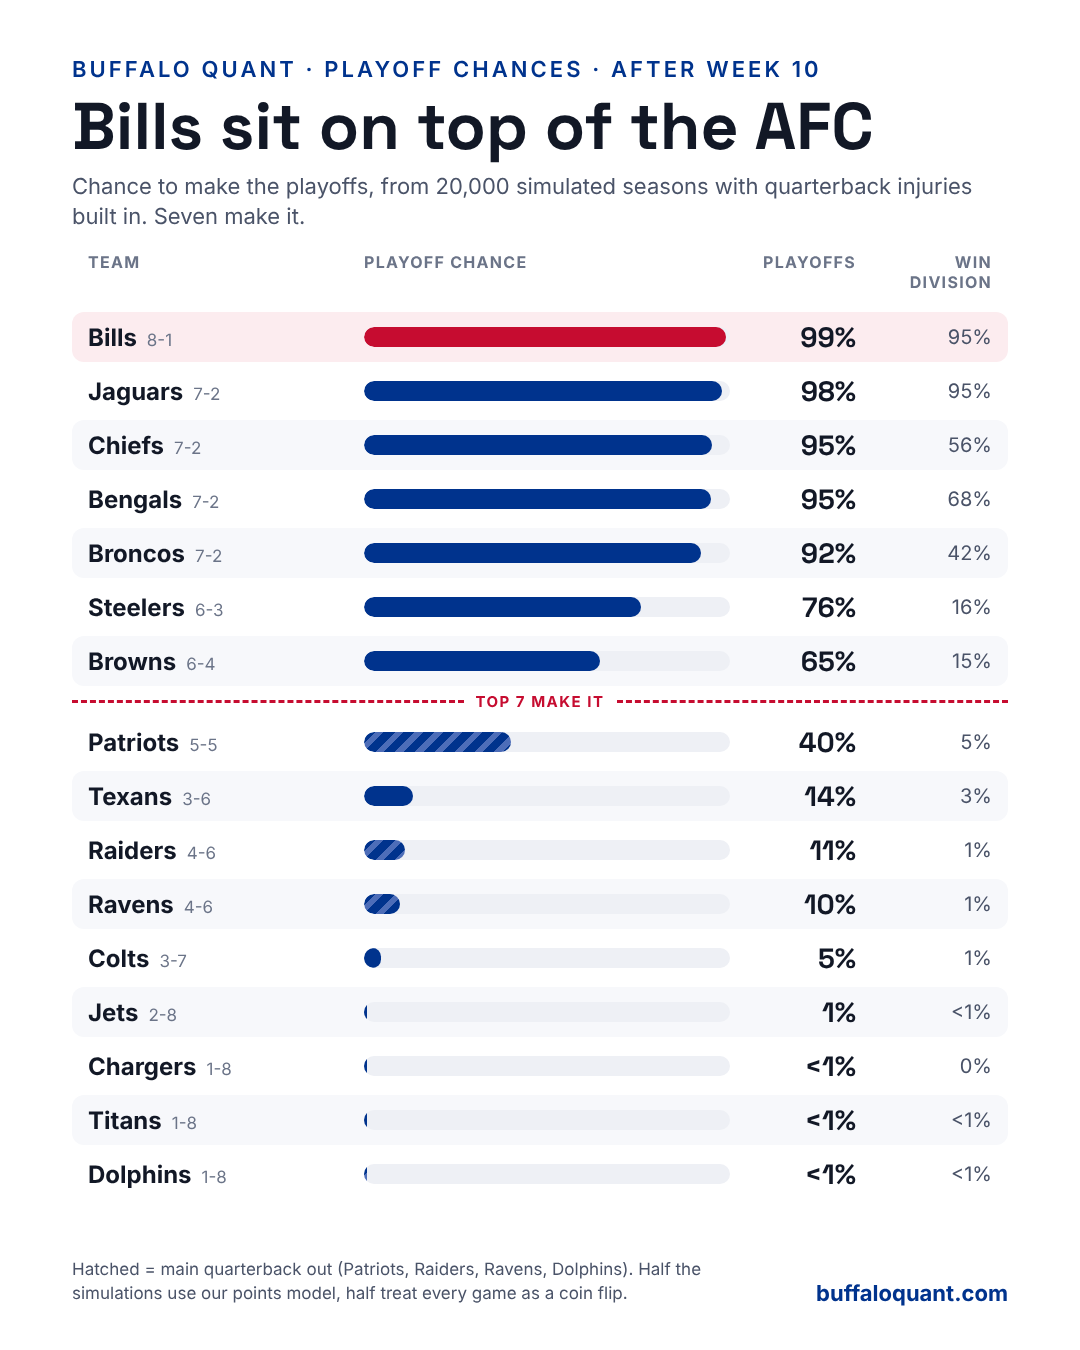 BUFFALO QUANT · PLAYOFF CHANCES · AFTER WEEK 10
Bills sit on top of the AFC
Chance to make the playoffs, from 20,000 simulated seasons with quarterback injuries
built in. Seven make it.
TEAM PLAYOFF CHANCE PLAYOFFS WIN DIVISION
Bills 8-1 99% 95%
Jaguars 7-2 98% 95%
Chiefs 7-2 95% 56%
Bengals 7-2 95% 68%
Broncos 7-2 92% 42%
Steelers 6-3 76% 16%
Browns 6-4 65% 15%
TOP 7 MAKE IT
Patriots 5-5 40% 5%
Texans 3-6 14% 3%
Raiders 4-6 11% 1%
Ravens 4-6 10% 1%
Colts 3-7 5% 1%
Jets 2-8 1% <1%
Chargers 1-8 <1% 0%
Titans 1-8 <1% <1%
Dolphins 1-8 <1% <1%
Hatched = main quarterback out (Patriots, Raiders, Ravens, Dolphins). Half the
simulations use our points model, half treat every game as a coin flip.
buffaloquant.com